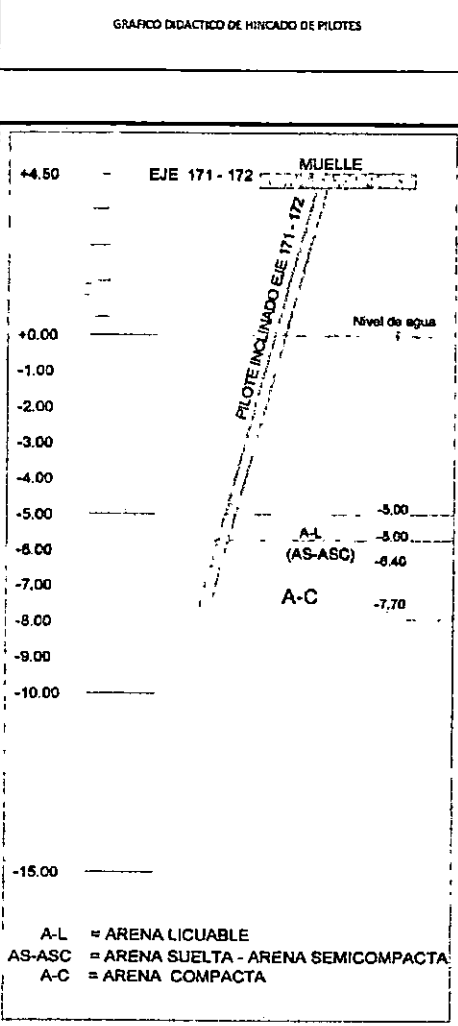 GRAFICO DIDACTICO DE HINCADO DE PILOTES
+4.50
EJE 171 - 172
MUELLE
PILOTE INCLINADO EJE 171 - 172
Nivel de agua
+0.00
-1.00
-2.00
-3.00
-4.00
-5.00
-6.00
-7.00
-8.00
-9.00
-10.00
-15.00
-5.00
A-L
(AS-ASC)
-6.40
A-C
-7.70
A-L = ARENA LICUABLE
AS-ASC = ARENA SUELTA - ARENA SEMICOMPACTA
A-C = ARENA COMPACTA